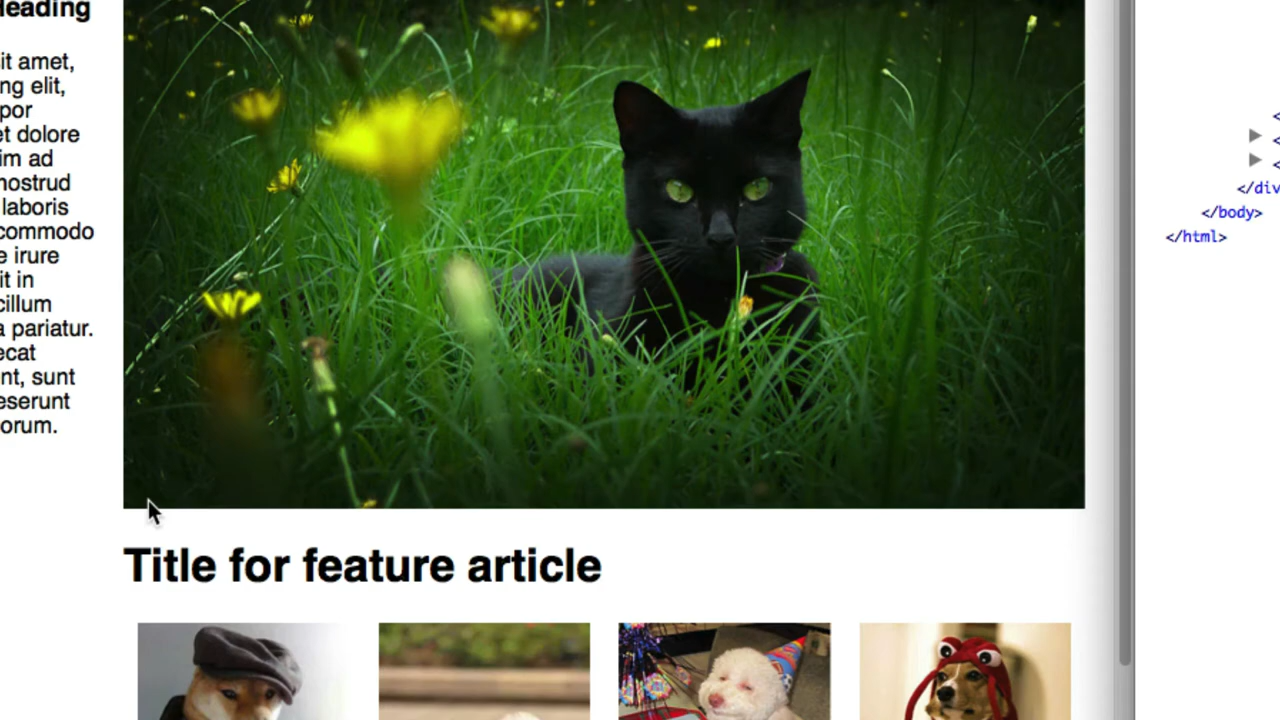 Heading
it amet,
ng elit,
por
et dolore
im ad
nostrud
laboris
commodo
e irure
it in
cillum
a pariatur.
ecat
nt, sunt
eserunt
orum.
Title for feature article
<
<
<
</div
</body>
</html>